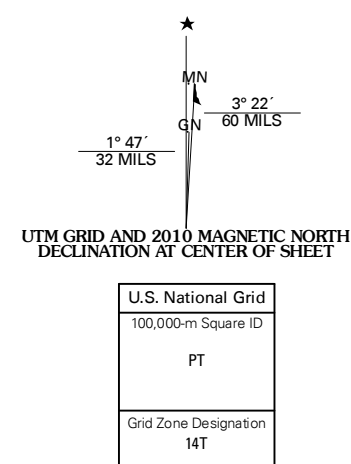 ★
MN
GN
3° 22´
60 MILS
1° 47´
32 MILS
UTM GRID AND 2010 MAGNETIC NORTH
DECLINATION AT CENTER OF SHEET
U.S. National Grid
100,000-m Square ID
PT
Grid Zone Designation
14T